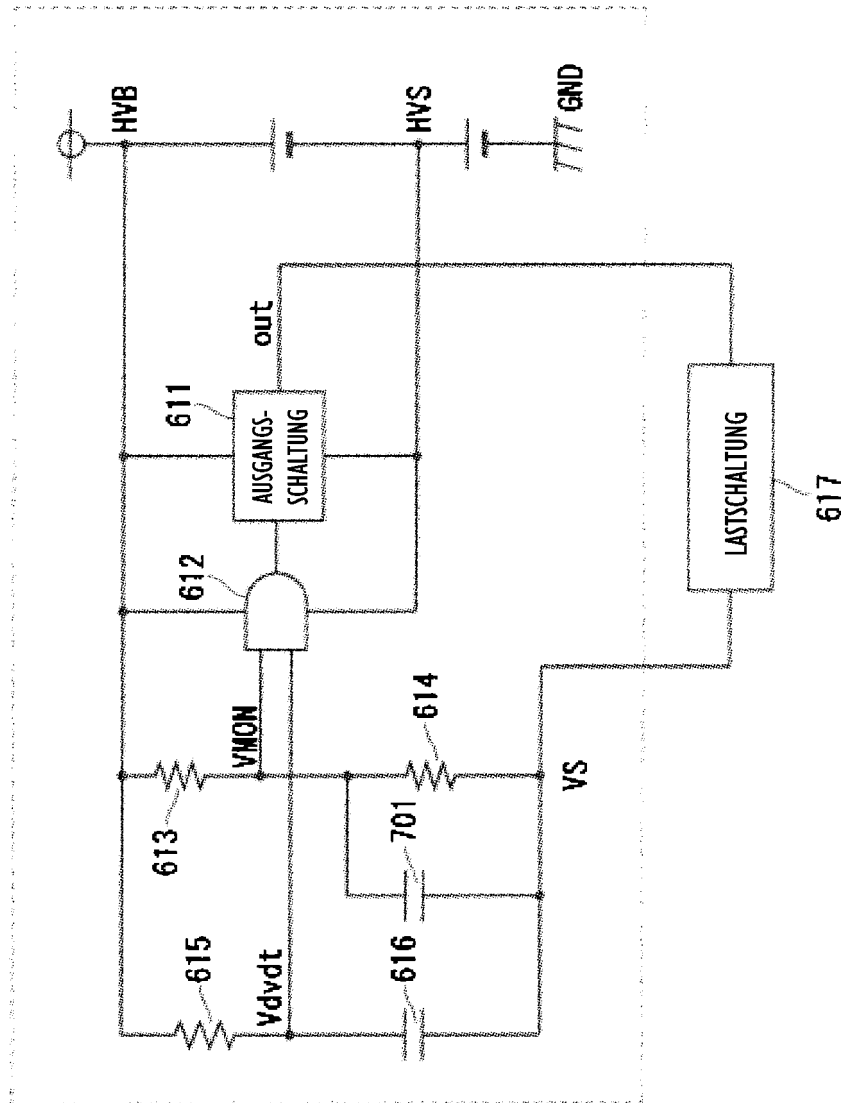 HVB
HVS
GND
out
611
AUSGANGS-
SCHALTUNG
612
VMON
613
614
615
Vdvdt
616
701
VS
LASTSCHALTUNG
617